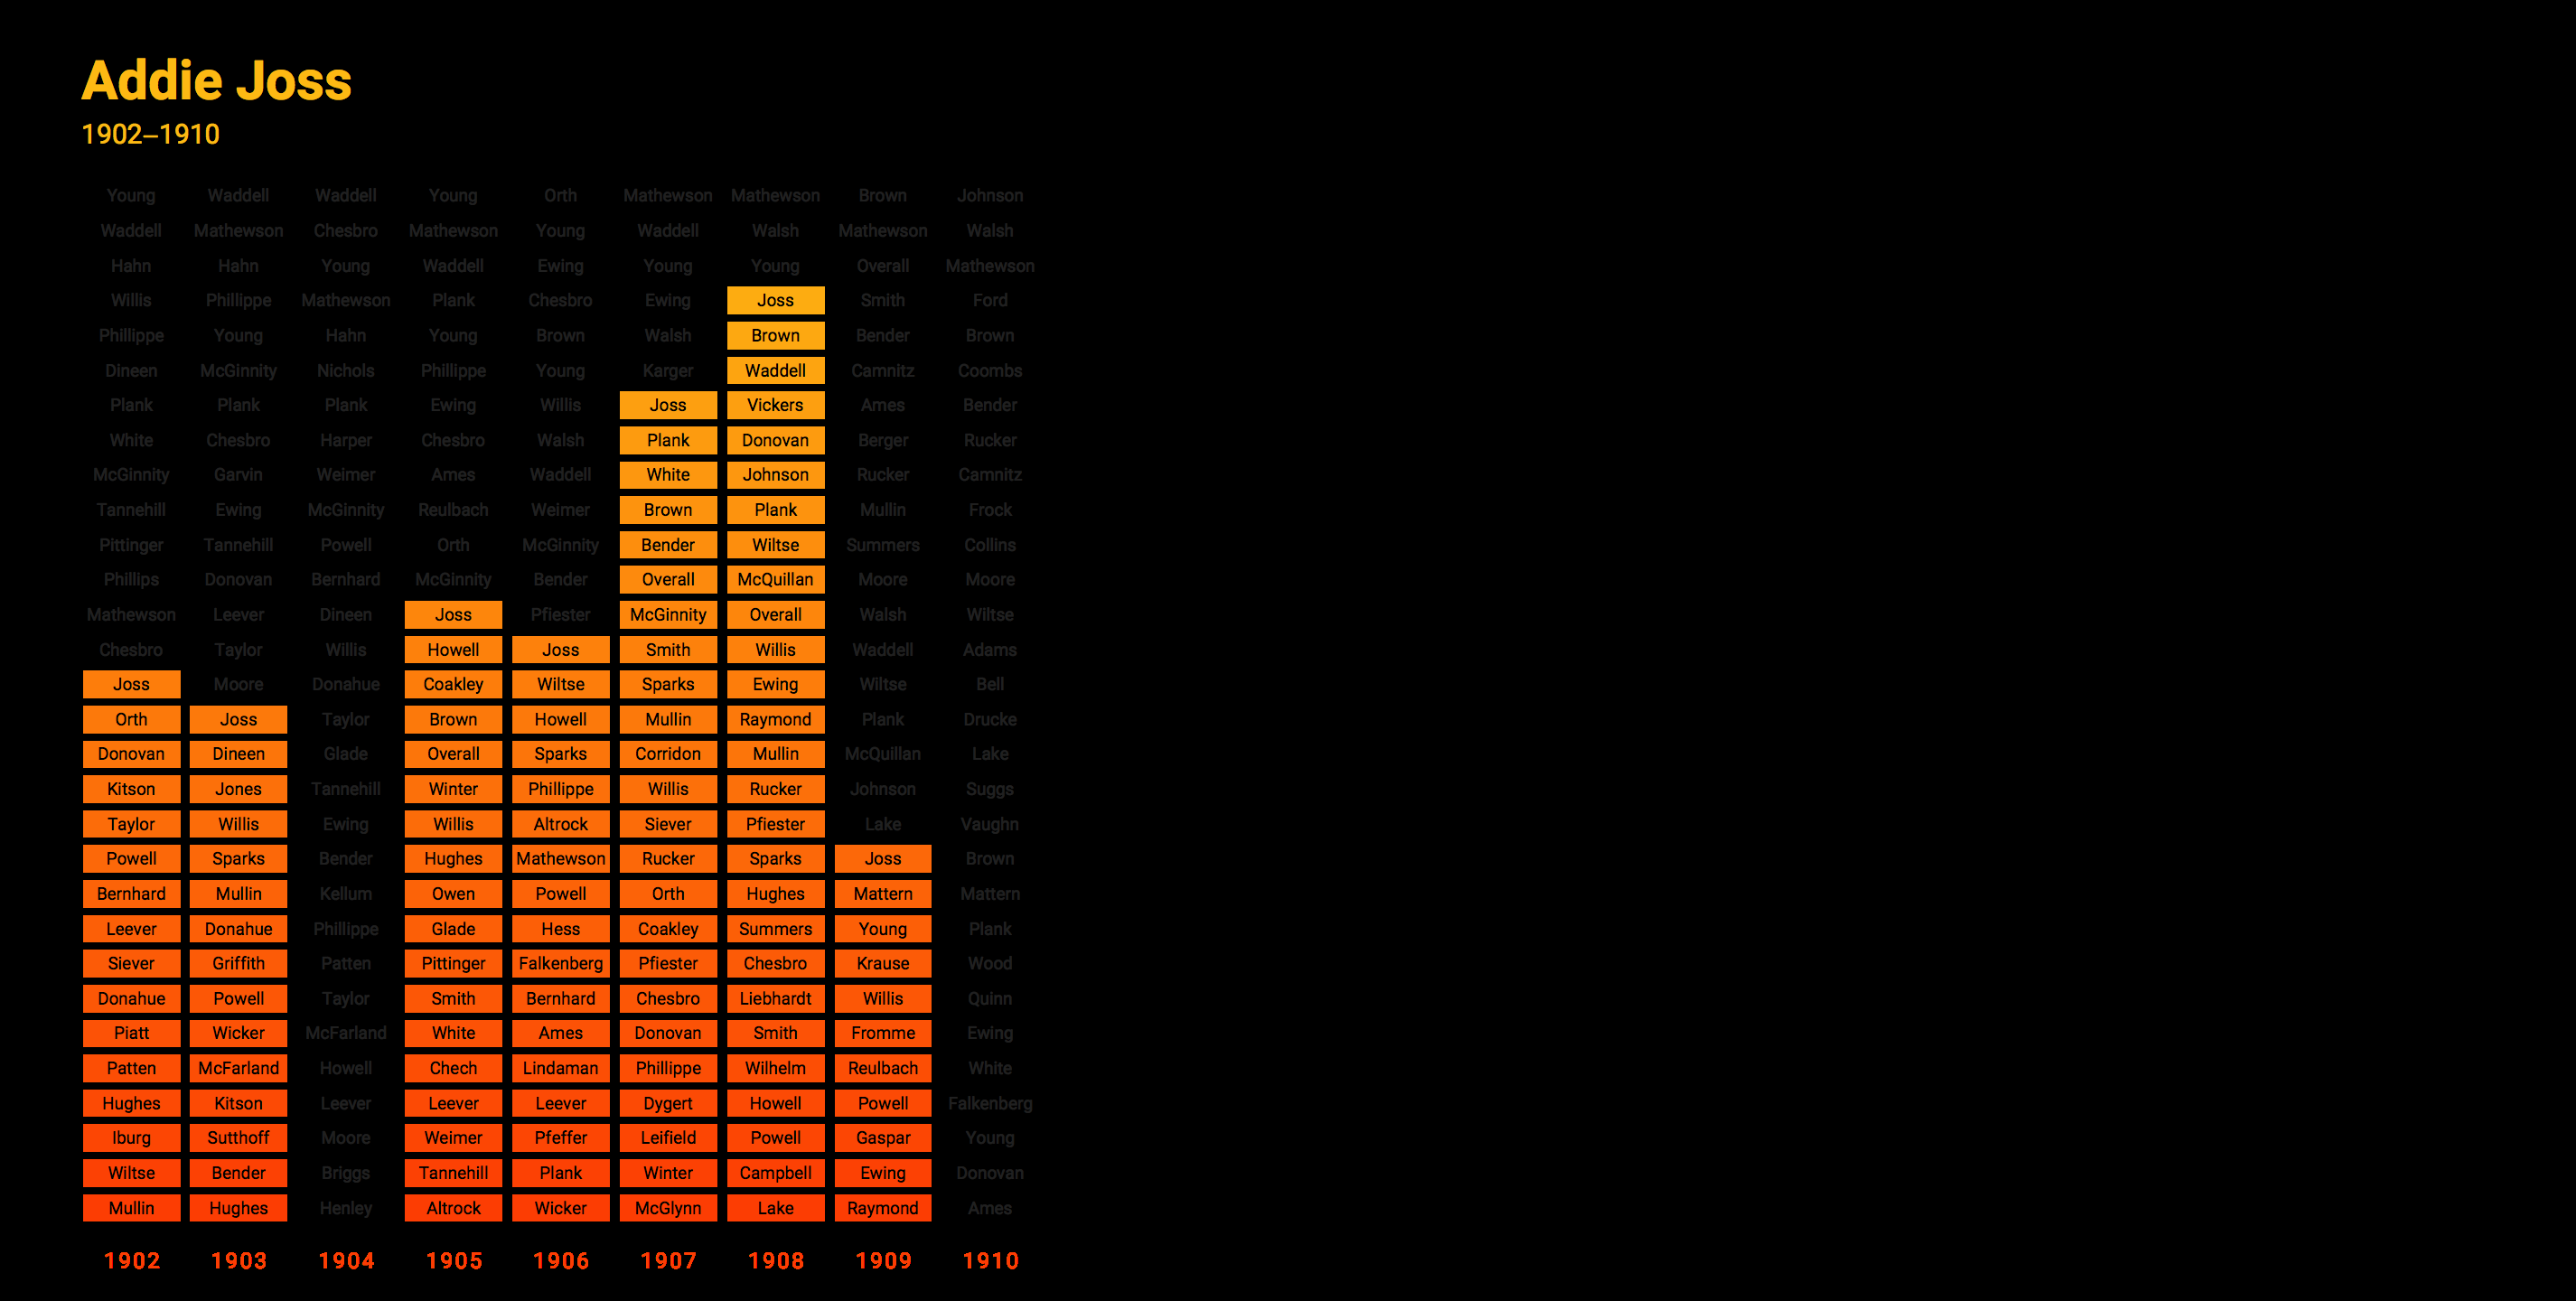 Addie Joss
1902–1910
Young Waddell Waddell Young Orth Mathewson Mathewson Brown Johnson
Waddell Mathewson Chesbro Mathewson Young Waddell Walsh Mathewson Walsh
Hahn Hahn Young Waddell Ewing Young Young Overall Mathewson
Willis Phillippe Mathewson Plank Chesbro Ewing Joss Smith Ford
Phillippe Young Hahn Young Brown Walsh Brown Bender Brown
Dineen McGinnity Nichols Phillippe Young Karger Waddell Camnitz Coombs
Plank Plank Plank Ewing Willis Joss Vickers Ames Bender
White Chesbro Harper Chesbro Walsh Plank Donovan Berger Rucker
McGinnity Garvin Weimer Ames Waddell White Johnson Rucker Camnitz
Tannehill Ewing McGinnity Reulbach Weimer Brown Plank Mullin Frock
Pittinger Tannehill Powell Orth McGinnity Bender Wiltse Summers Collins
Phillips Donovan Bernhard McGinnity Bender Overall McQuillan Moore Moore
Mathewson Leever Dineen Joss Pfiester McGinnity Overall Walsh Wiltse
Chesbro Taylor Willis Howell Joss Smith Willis Waddell Adams
Joss Moore Donahue Coakley Wiltse Sparks Ewing Wiltse Bell
Orth Joss Taylor Brown Howell Mullin Raymond Plank Drucke
Donovan Dineen Glade Overall Sparks Corridon Mullin McQuillan Lake
Kitson Jones Tannehill Winter Phillippe Willis Rucker Johnson Suggs
Taylor Willis Ewing Willis Altrock Siever Pfiester Lake Vaughn
Powell Sparks Bender Hughes Mathewson Rucker Sparks Joss Brown
Bernhard Mullin Kellum Owen Powell Orth Hughes Mattern Mattern
Leever Donahue Phillippe Glade Hess Coakley Summers Young Plank
Siever Griffith Patten Pittinger Falkenberg Pfiester Chesbro Krause Wood
Donahue Powell Taylor Smith Bernhard Chesbro Liebhardt Willis Quinn
Piatt Wicker McFarland White Ames Donovan Smith Fromme Ewing
Patten McFarland Howell Chech Lindaman Phillippe Wilhelm Reulbach White
Hughes Kitson Leever Leever Leever Dygert Howell Powell Falkenberg
Iburg Sutthoff Moore Weimer Pfeffer Leifield Powell Gaspar Young
Wiltse Bender Briggs Tannehill Plank Winter Campbell Ewing Donovan
Mullin Hughes Henley Altrock Wicker McGlynn Lake Raymond Ames
1902 1903 1904 1905 1906 1907 1908 1909 1910